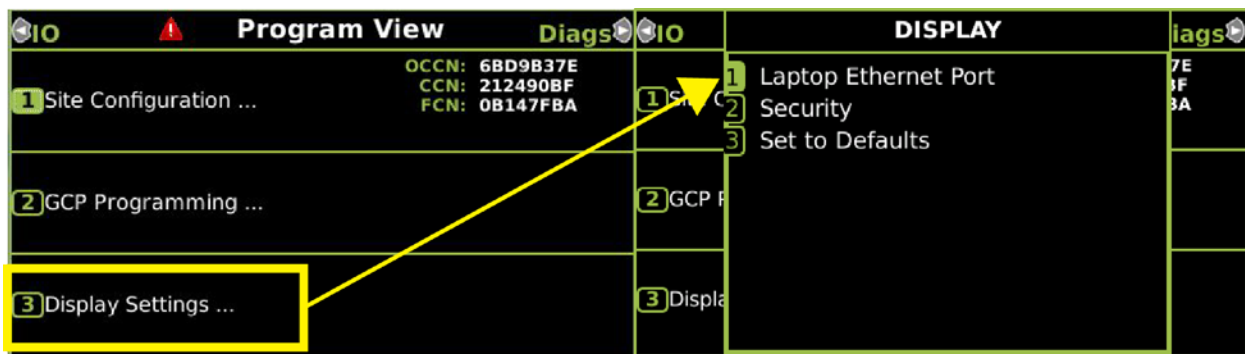 IO Program View Diags
OCCN: 6BD9B37E
CCN: 212490BF
FCN: 0B147FBA
1 Site Configuration ...
2 GCP Programming ...
3 Display Settings ...
IO DISPLAY iags
1 Laptop Ethernet Port
2 Security
3 Set to Defaults
7E
BA
1
2 GCP
3 Displa